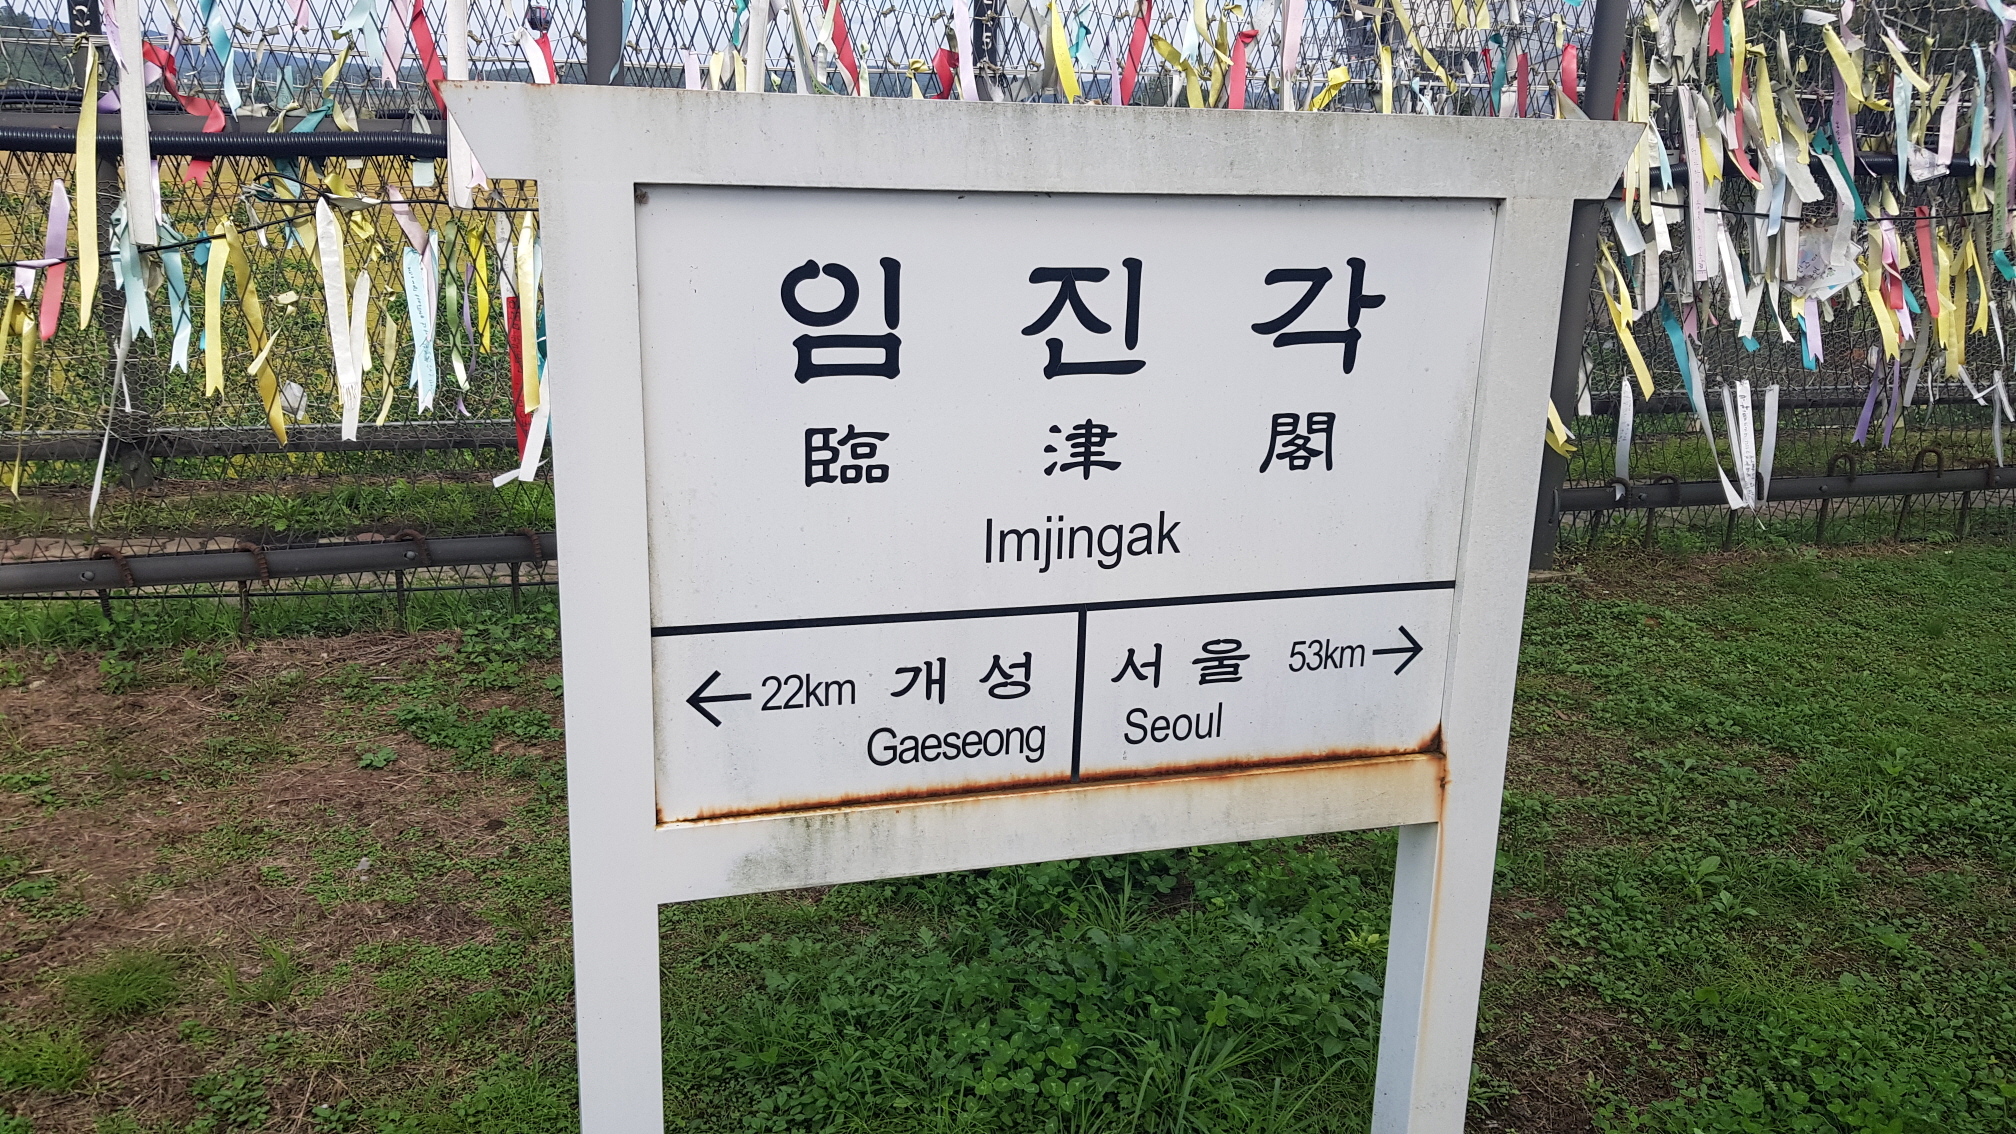 임 진 각
臨 津 閣
Imjingak
← 22km 개 성
Gaeseong
서 울 53km →
Seoul